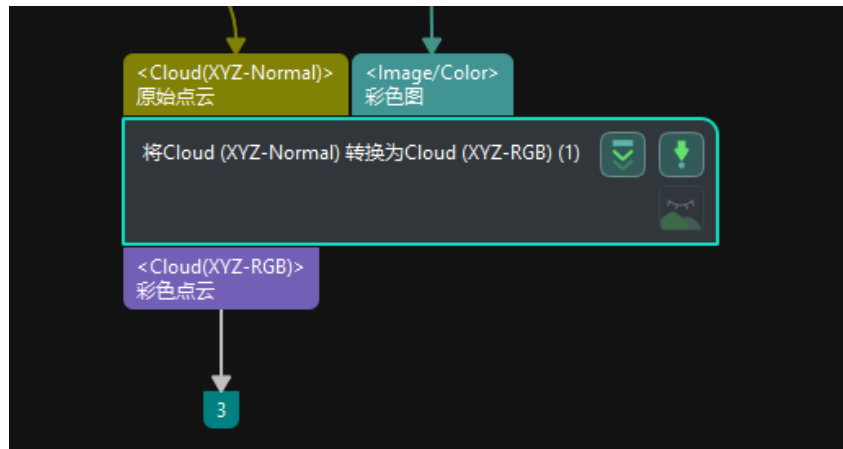 <Cloud(XYZ-Normal)>
原始点云
<Image/Color>
彩色图
将Cloud (XYZ-Normal) 转换为Cloud (XYZ-RGB) (1)
<Cloud(XYZ-RGB)>
彩色点云
3